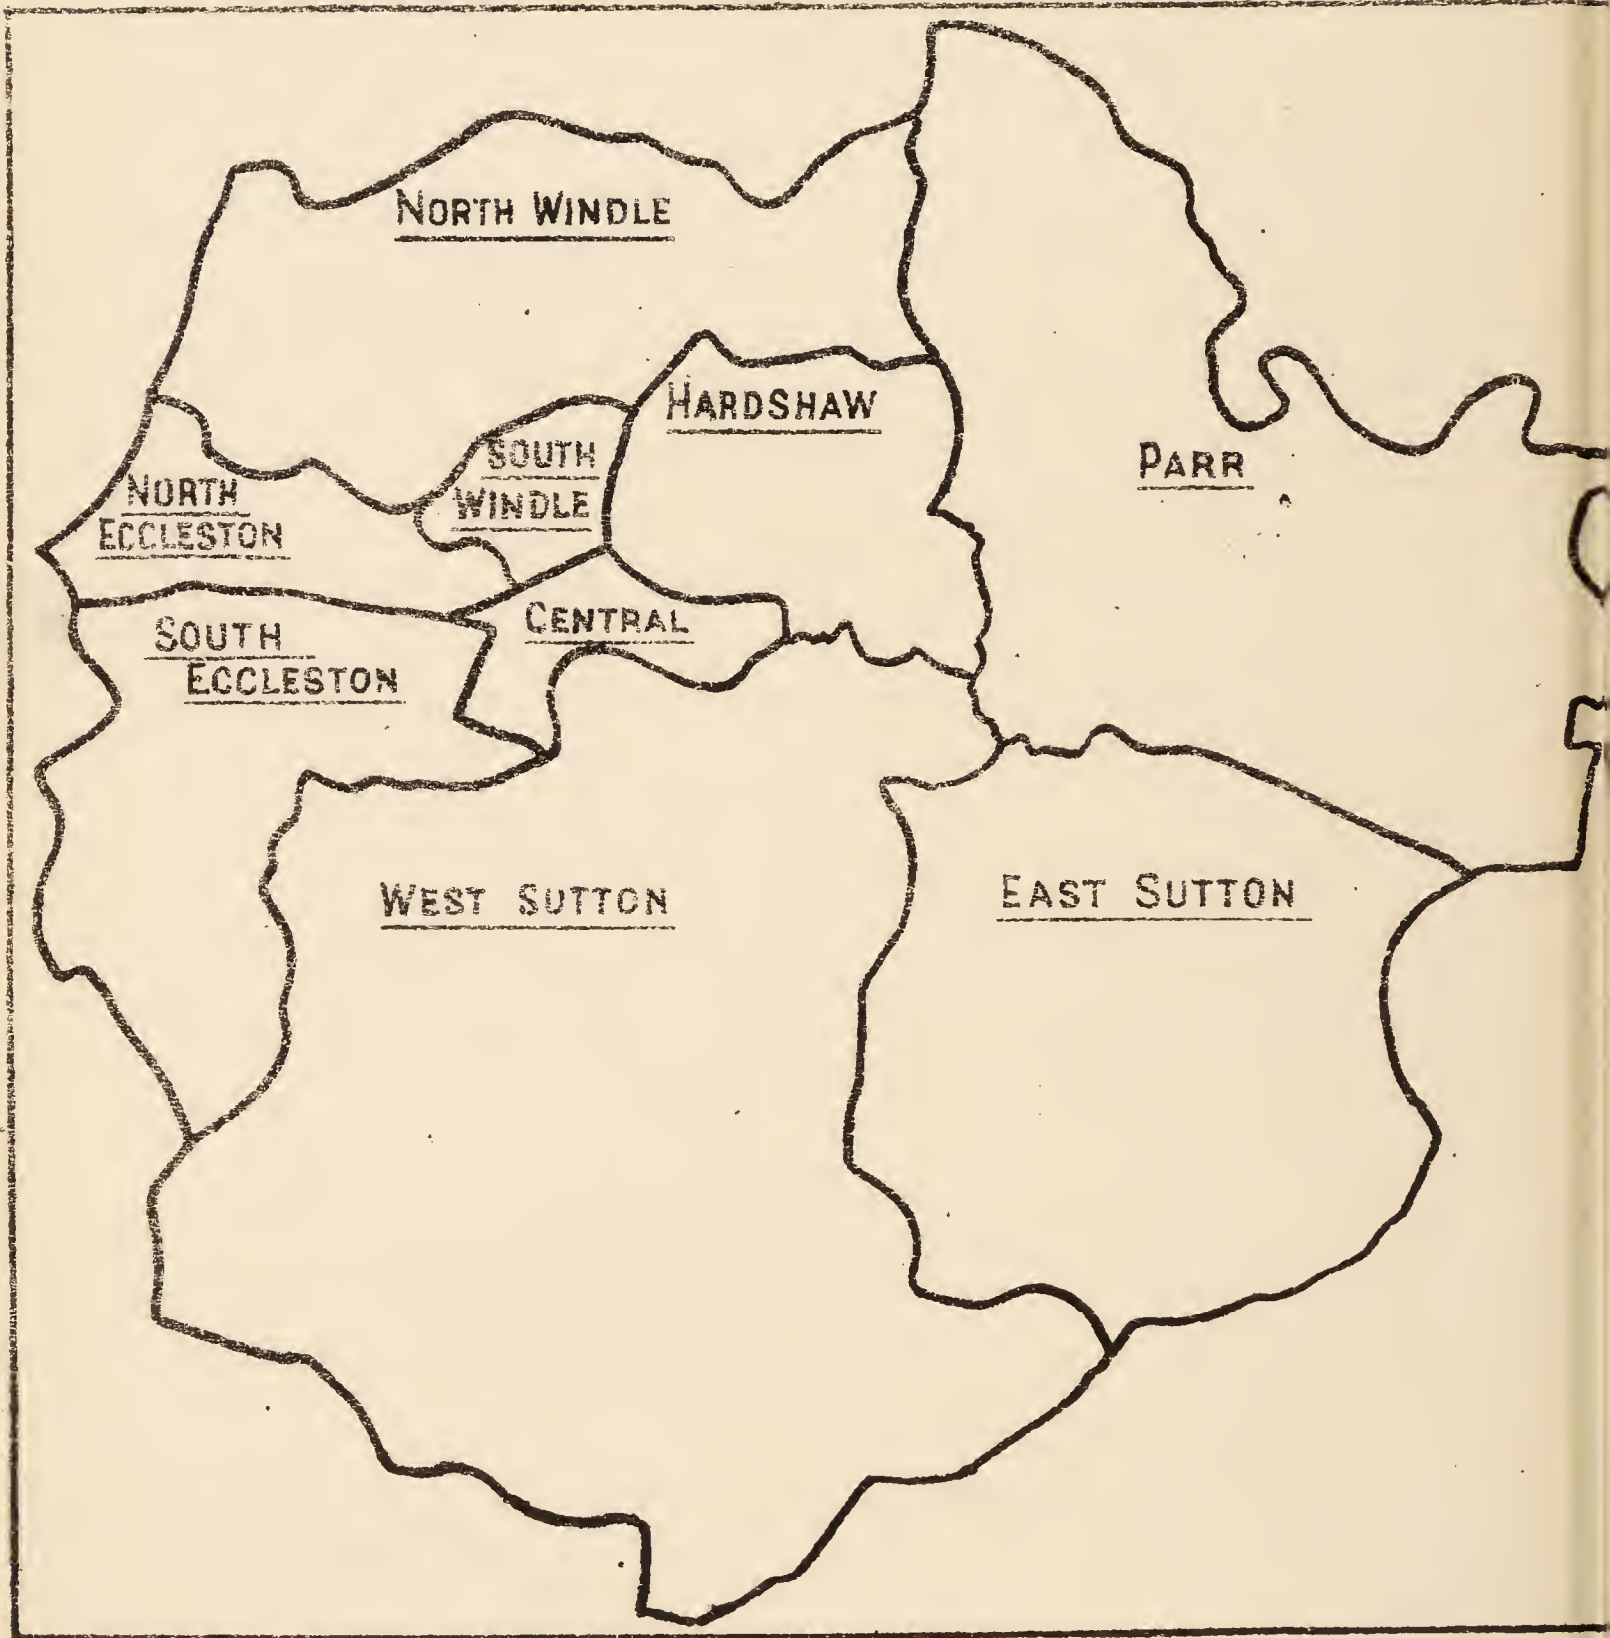 NORTH WINDLE
HARDSHAW
SOUTH
WINDLE
PARR
NORTH
ECCLESTON
CENTRAL
SOUTH
ECCLESTON
WEST SUTTON
EAST SUTTON